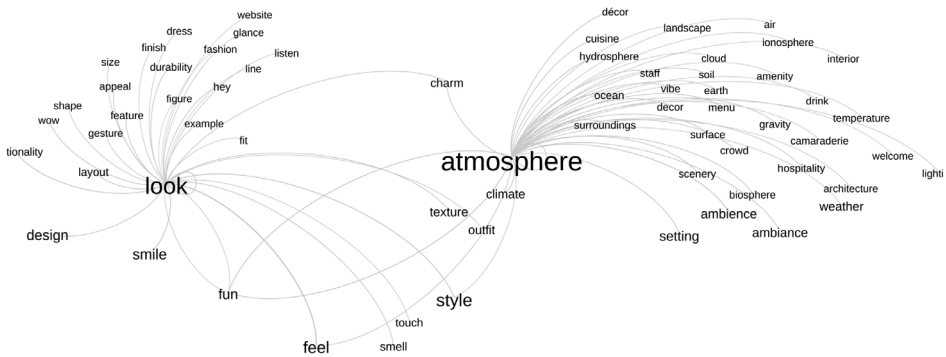 website
dress
glance
finish
fashion
listen
size
durability
line
appeal
hey
figure
shape
feature
wow
example
gesture
fit
tionality
layout
look
design
smile
fun
feel
charm
atmosphere
climate
texture
outfit
style
touch
smell
décor
landscape
air
cuisine
ionosphere
hydrosphere
cloud
interior
staff
soil
amenity
ocean
vibe
earth
drink
decor
menu
temperature
surroundings
gravity
surface
camaraderie
crowd
welcome
scenery
hospitality
lighti
biosphere
architecture
ambience
weather
setting
ambiance